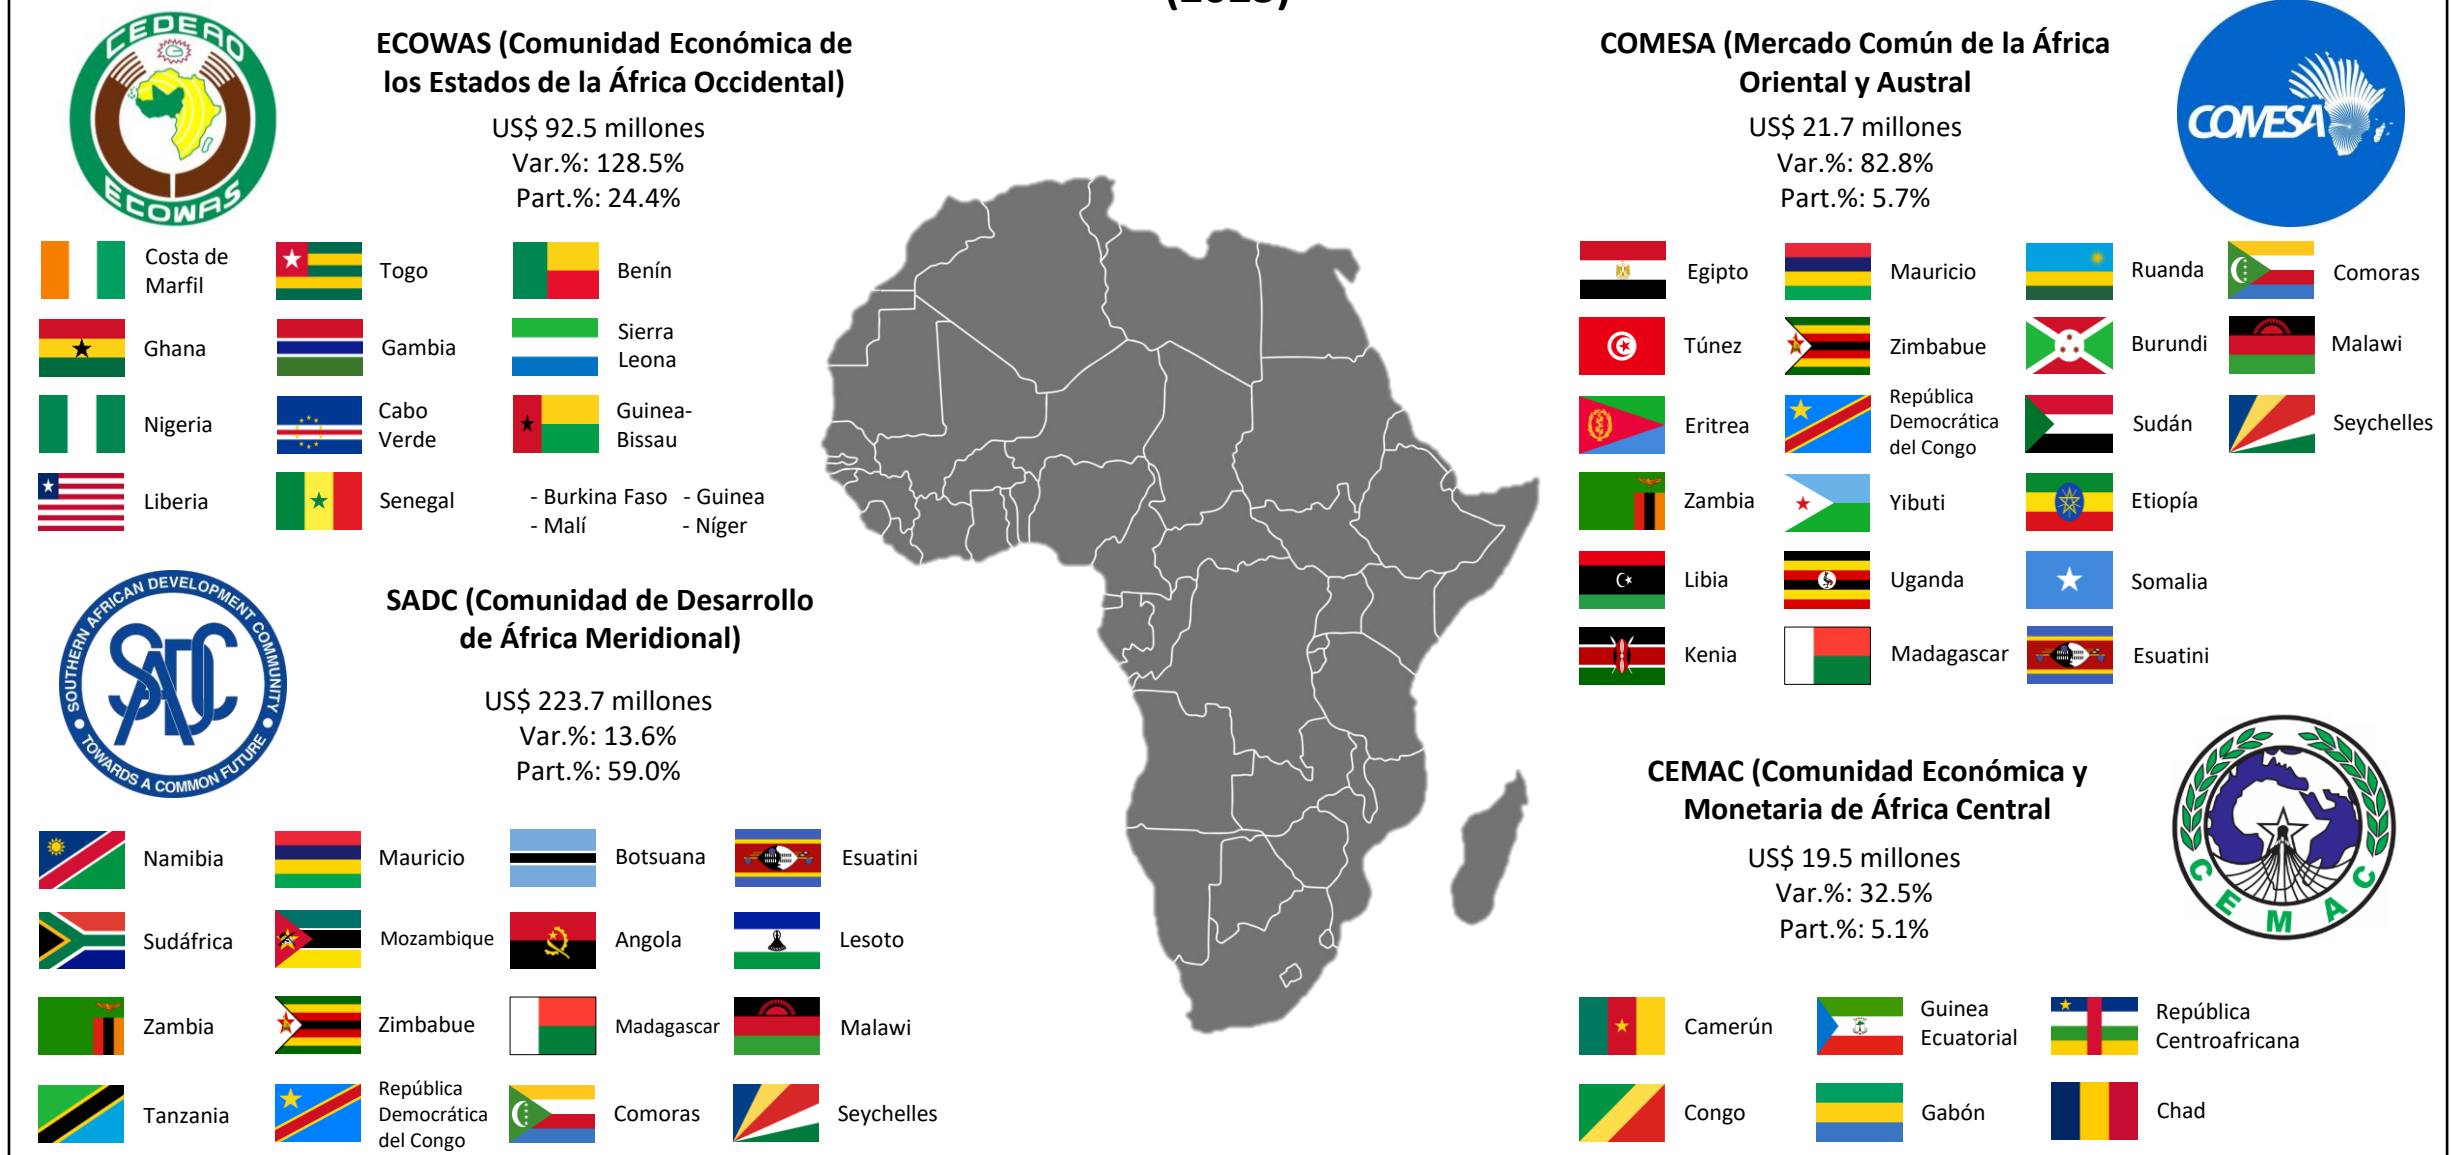 CEDEAO
ECOWAS
ECOWAS (Comunidad Económica de
los Estados de la África Occidental)
US$ 92.5 millones
Var.%: 128.5%
Part.%: 24.4%
Costa de
Marfil
Togo
Benín
Ghana
Gambia
Sierra
Leona
Nigeria
Cabo
Verde
Guinea-
Bissau
Liberia
Senegal
- Burkina Faso - Guinea
- Malí - Níger
SOUTHERN AFRICAN DEVELOPMENT COMMUNITY
SADC
TOWARDS A COMMON FUTURE
SADC (Comunidad de Desarrollo
de África Meridional)
US$ 223.7 millones
Var.%: 13.6%
Part.%: 59.0%
Namibia
Mauricio
Botsuana
Esuatini
Sudáfrica
Mozambique
Angola
Lesoto
Zambia
Zimbabue
Madagascar
Malawi
Tanzania
República
Democrática
del Congo
Comoras
Seychelles
COMESA (Mercado Común de la África
Oriental y Austral
US$ 21.7 millones
Var.%: 82.8%
Part.%: 5.7%
COMESA
Egipto
Mauricio
Ruanda
Comoras
Túnez
Zimbabue
Burundi
Malawi
Eritrea
República
Democrática
del Congo
Sudán
Seychelles
Zambia
Yibuti
Etiopía
Libia
Uganda
Somalia
Kenia
Madagascar
Esuatini
CEMAC (Comunidad Económica y
Monetaria de África Central
US$ 19.5 millones
Var.%: 32.5%
Part.%: 5.1%
CEMAC
Camerún
Guinea
Ecuatorial
República
Centroafricana
Congo
Gabón
Chad